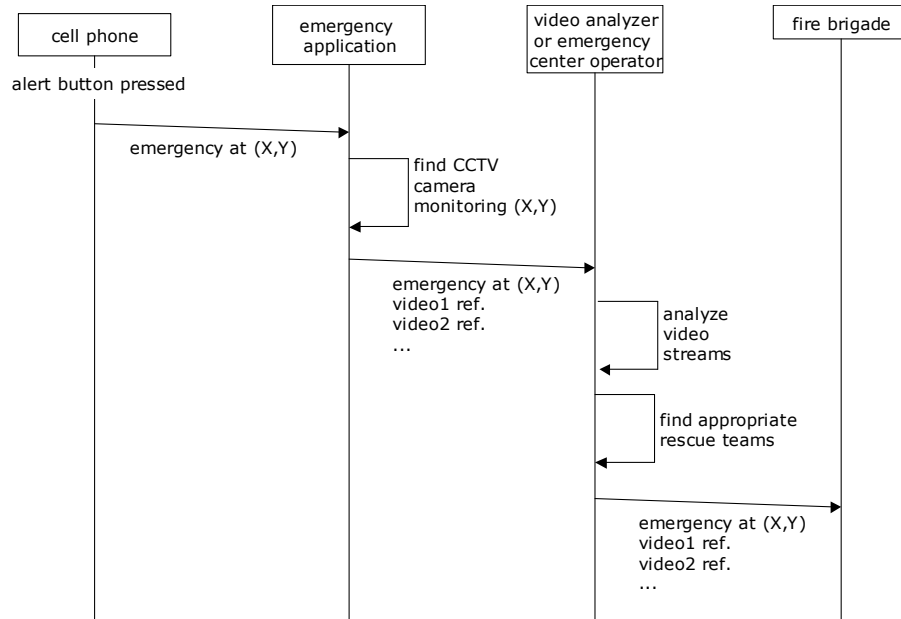 cell phone
emergency
application
video analyzer
or emergency
center operator
fire brigade
alert button pressed
emergency at (X,Y)
find CCTV
camera
monitoring (X,Y)
emergency at (X,Y)
video1 ref.
video2 ref.
...
analyze
video
streams
find appropriate
rescue teams
emergency at (X,Y)
video1 ref.
video2 ref.
...